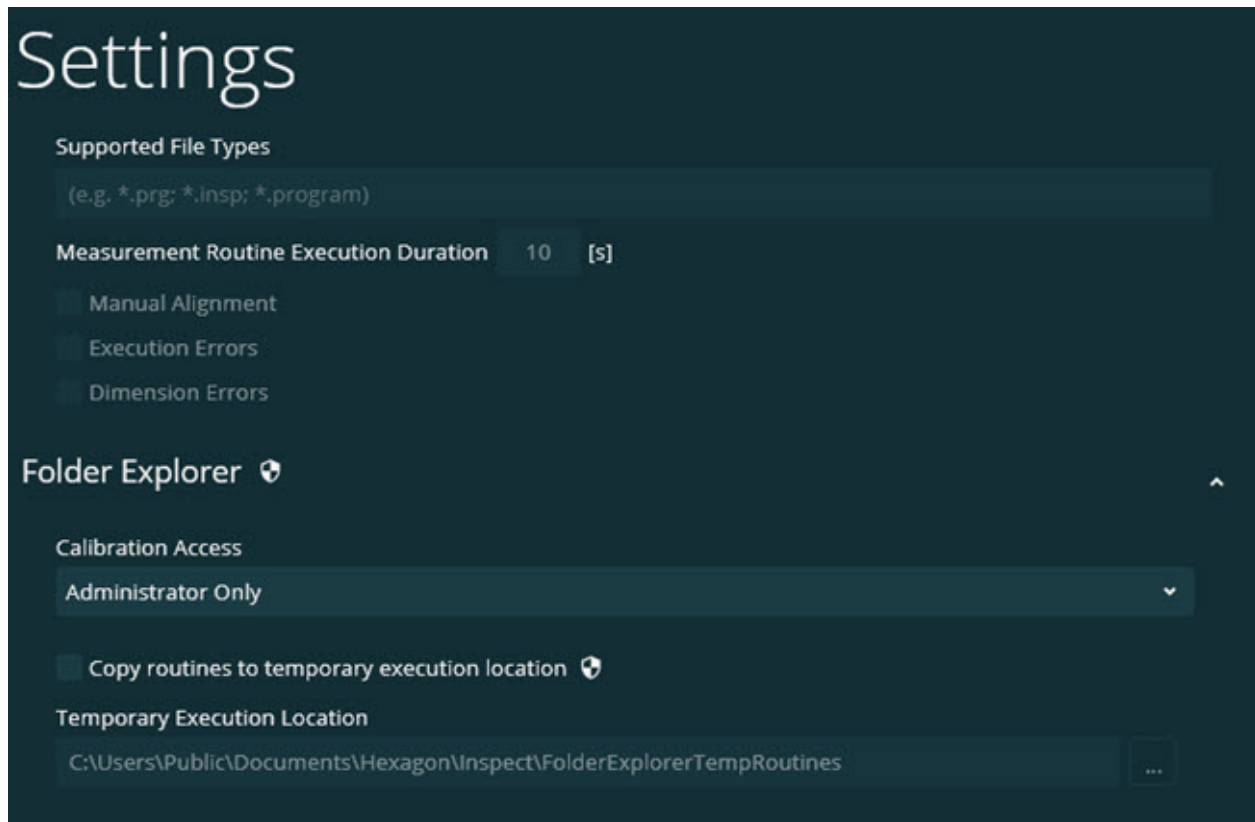 Settings
Supported File Types
(e.g. *.prg; *.insp; *.program)
Measurement Routine Execution Duration 10 [s]
Manual Alignment
Execution Errors
Dimension Errors
Folder Explorer
Calibration Access
Administrator Only
Copy routines to temporary execution location
Temporary Execution Location
C:\Users\Public\Documents\Hexagon\Inspect\FolderExplorerTempRoutines
...